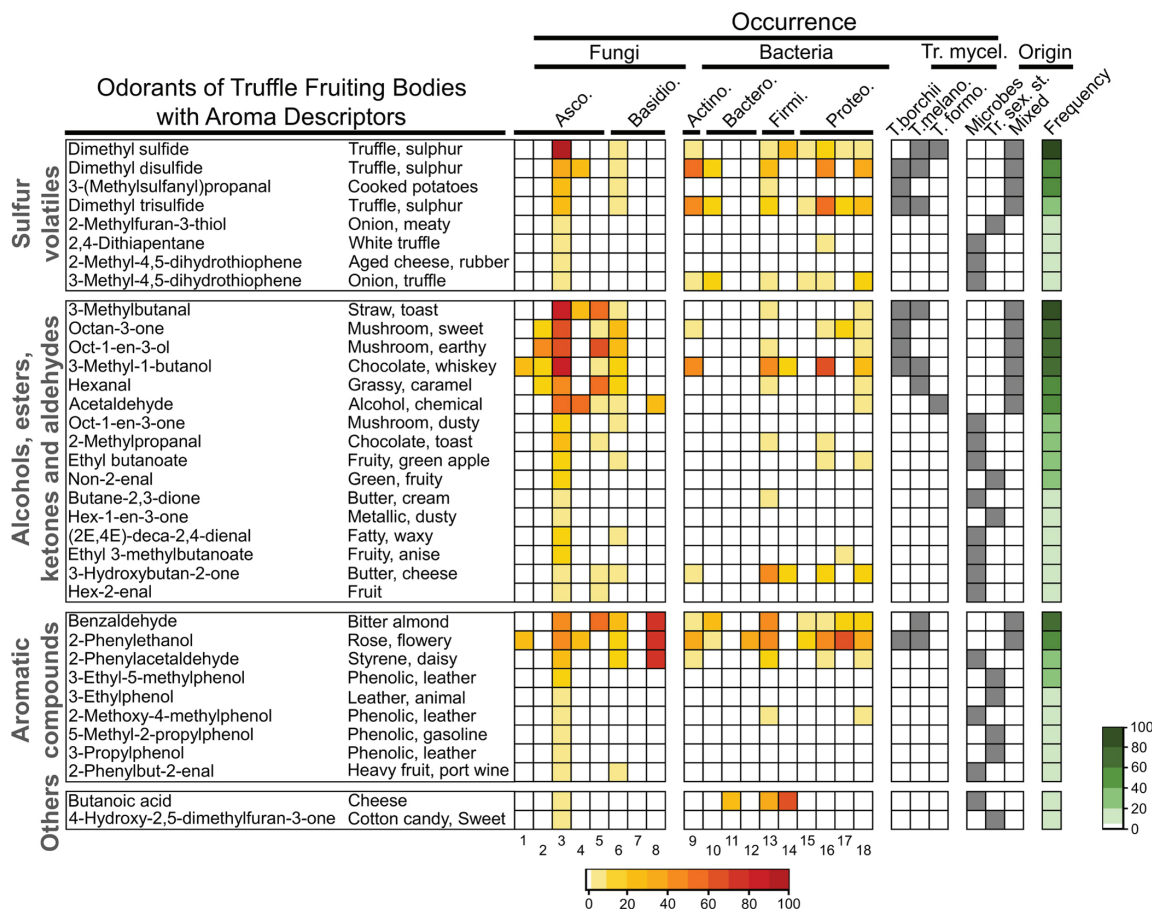 Occurrence
Fungi
Bacteria
Tr. mycel.
Origin
Odorants of Truffle Fruiting Bodies
with Aroma Descriptors
Asco.
Basidio.
Actino.
Bactero.
Firmi.
Proteo.
T.borchii
T.melano.
T. formo.
Microbes
Tr. sex. st.
Mixed
Frequency
Sulfur
volatiles
Dimethyl sulfide Truffle, sulphur
Dimethyl disulfide Truffle, sulphur
3-(Methylsulfanyl)propanal Cooked potatoes
Dimethyl trisulfide Truffle, sulphur
2-Methylfuran-3-thiol Onion, meaty
2,4-Dithiapentane White truffle
2-Methyl-4,5-dihydrothiophene Aged cheese, rubber
3-Methyl-4,5-dihydrothiophene Onion, truffle
Alcohols, esters,
ketones and aldehydes
3-Methylbutanal Straw, toast
Octan-3-one Mushroom, sweet
Oct-1-en-3-ol Mushroom, earthy
3-Methyl-1-butanol Chocolate, whiskey
Hexanal Grassy, caramel
Acetaldehyde Alcohol, chemical
Oct-1-en-3-one Mushroom, dusty
2-Methylpropanal Chocolate, toast
Ethyl butanoate Fruity, green apple
Non-2-enal Green, fruity
Butane-2,3-dione Butter, cream
Hex-1-en-3-one Metallic, dusty
(2E,4E)-deca-2,4-dienal Fatty, waxy
Ethyl 3-methylbutanoate Fruity, anise
3-Hydroxybutan-2-one Butter, cheese
Hex-2-enal Fruit
Aromatic
compounds
Benzaldehyde Bitter almond
2-Phenylethanol Rose, flowery
2-Phenylacetaldehyde Styrene, daisy
3-Ethyl-5-methylphenol Phenolic, leather
3-Ethylphenol Leather, animal
2-Methoxy-4-methylphenol Phenolic, leather
5-Methyl-2-propylphenol Phenolic, gasoline
3-Propylphenol Phenolic, leather
2-Phenylbut-2-enal Heavy fruit, port wine
Others
Butanoic acid Cheese
4-Hydroxy-2,5-dimethylfuran-3-one Cotton candy, Sweet
1 3 5 7 9 11 13 15 17
2 4 6 8 10 12 14 16 18
0 20 40 60 80 100
100
80
60
40
20
0